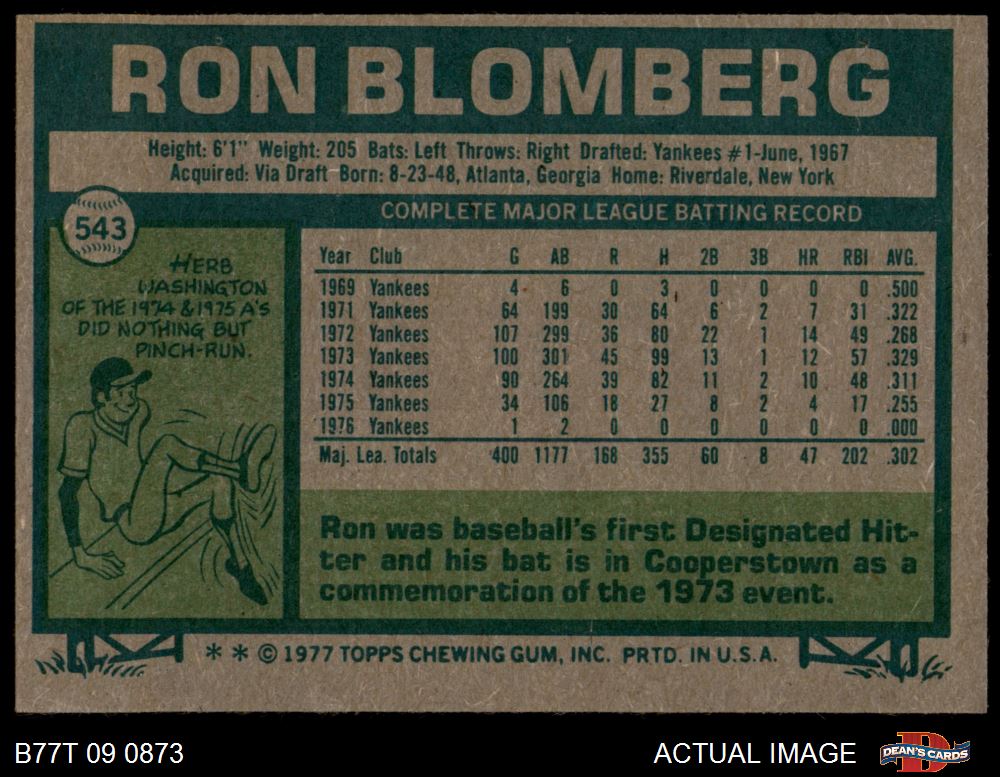 RON BLOMBERG
Height: 6'1" Weight: 205 Bats: Left Throws: Right Drafted: Yankees #1-June, 1967
Acquired: Via Draft Born: 8-23-48, Atlanta, Georgia Home: Riverdale, New York
543
COMPLETE MAJOR LEAGUE BATTING RECORD
HERB
WASHINGTON
OF THE 1974 & 1975 A'S
DID NOTHING BUT
PINCH-RUN.
Year Club G AB R H 2B 3B HR RBI AVG.
1969 Yankees 4 6 0 3 0 0 0 0 .500
1971 Yankees 64 199 30 64 6 2 7 31 .322
1972 Yankees 107 299 36 80 22 1 14 49 .268
1973 Yankees 100 301 45 99 13 1 12 57 .329
1974 Yankees 90 264 39 82 11 2 10 48 .311
1975 Yankees 34 106 18 27 8 2 4 17 .255
1976 Yankees 1 2 0 0 0 0 0 0 .000
Maj. Lea. Totals 400 1177 168 355 60 8 47 202 .302
Ron was baseball's first Designated Hit-
ter and his bat is in Cooperstown as a
commemoration of the 1973 event.
* * © 1977 TOPPS CHEWING GUM, INC. PRTD. IN U.S.A.
B77T 09 0873
ACTUAL IMAGE
D
DEAN'S CARDS